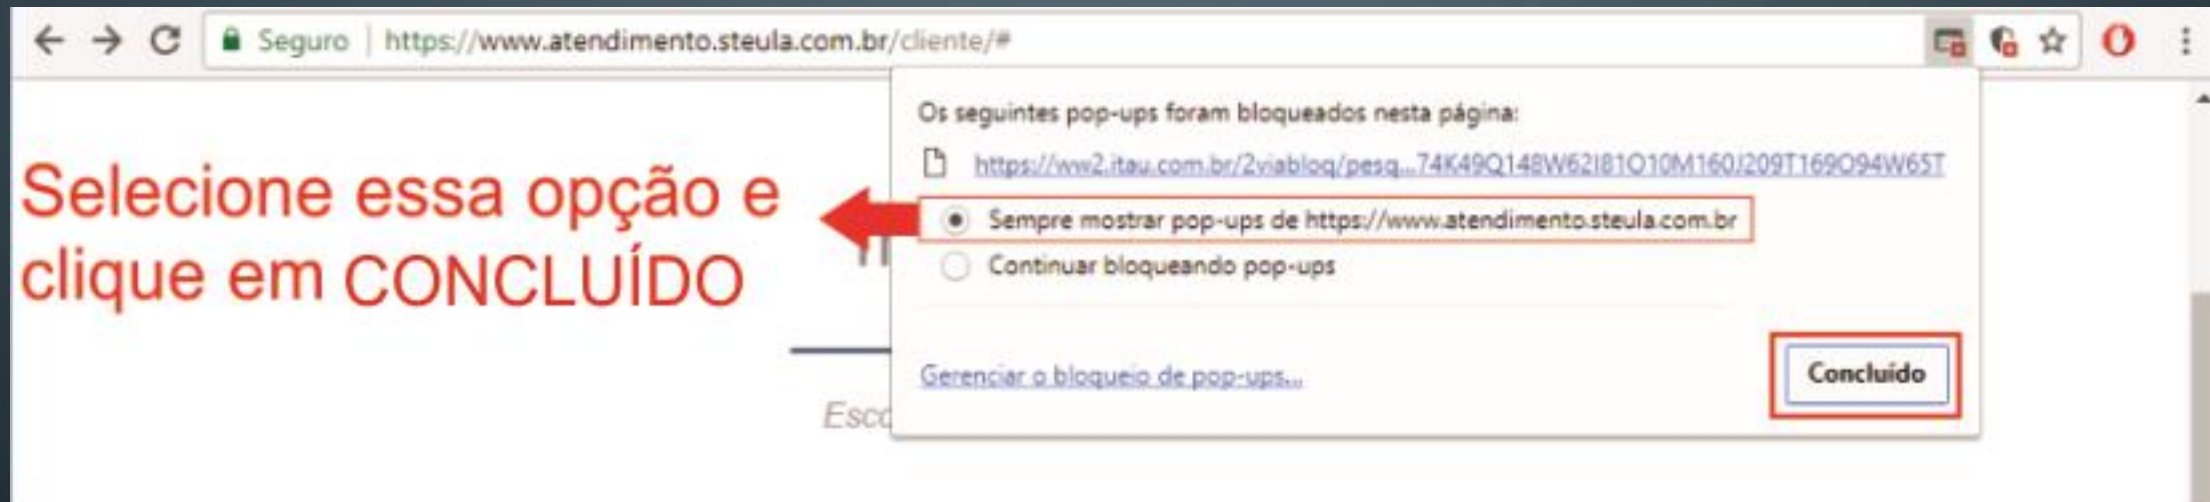 Seguro | https://www.atendimento.steula.com.br/cliente/#
Os seguintes pop-ups foram bloqueados nesta página:
https://ww2.itau.com.br/2viabloq/pesq...74K49Q148W62I81O10M160J209T169O94W65T
Selecione essa opção e
clique em CONCLUÍDO
Sempre mostrar pop-ups de https://www.atendimento.steula.com.br
Continuar bloqueando pop-ups
Gerenciar o bloqueio de pop-ups...
Concluído
Esco